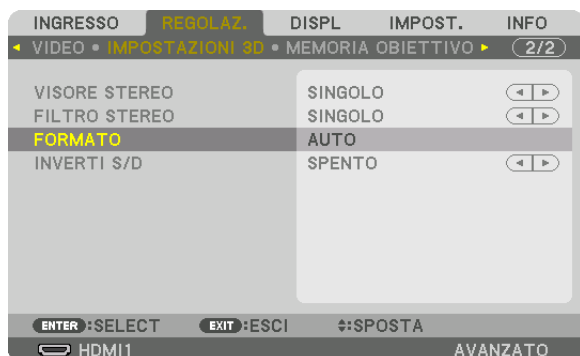 INGRESSO REGOLAZ. DISPL IMPOST. INFO
VIDEO • IMPOSTAZIONI 3D • MEMORIA OBIETTIVO 2/2
VISORE STEREO SINGOLO
FILTRO STEREO SINGOLO
FORMATO AUTO
INVERTI S/D SPENTO
ENTER:SELECT EXIT:ESCI :SPOSTA
HDMI1 AVANZATO